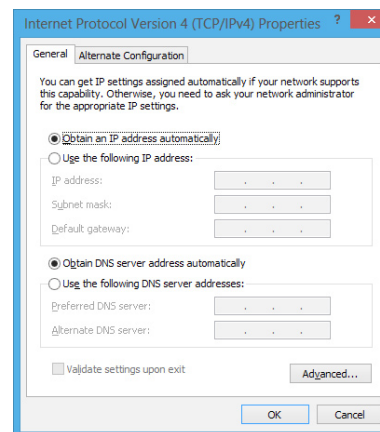 Internet Protocol Version 4 (TCP/IPv4) Properties ? ×
General Alternate Configuration
You can get IP settings assigned automatically if your network supports
this capability. Otherwise, you need to ask your network administrator
for the appropriate IP settings.
Obtain an IP address automatically
Use the following IP address:
IP address:
Subnet mask:
Default gateway:
Obtain DNS server address automatically
Use the following DNS server addresses:
Preferred DNS server:
Alternate DNS server:
Validate settings upon exit
Advanced...
OK Cancel